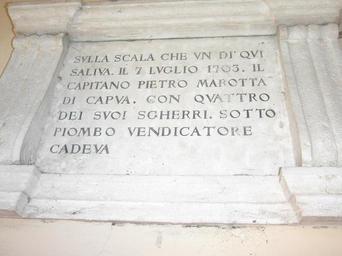 SVLLA SCALA CHE VN DI' QVI
SALIVA. IL 7 LVGLIO 1703. IL
CAPITANO PIETRO MAROTTA
DI CAPVA. CON QVATTRO
DEI SVOI SGHERRI. SOTTO
PIOMBO VENDICATORE
CADEVA